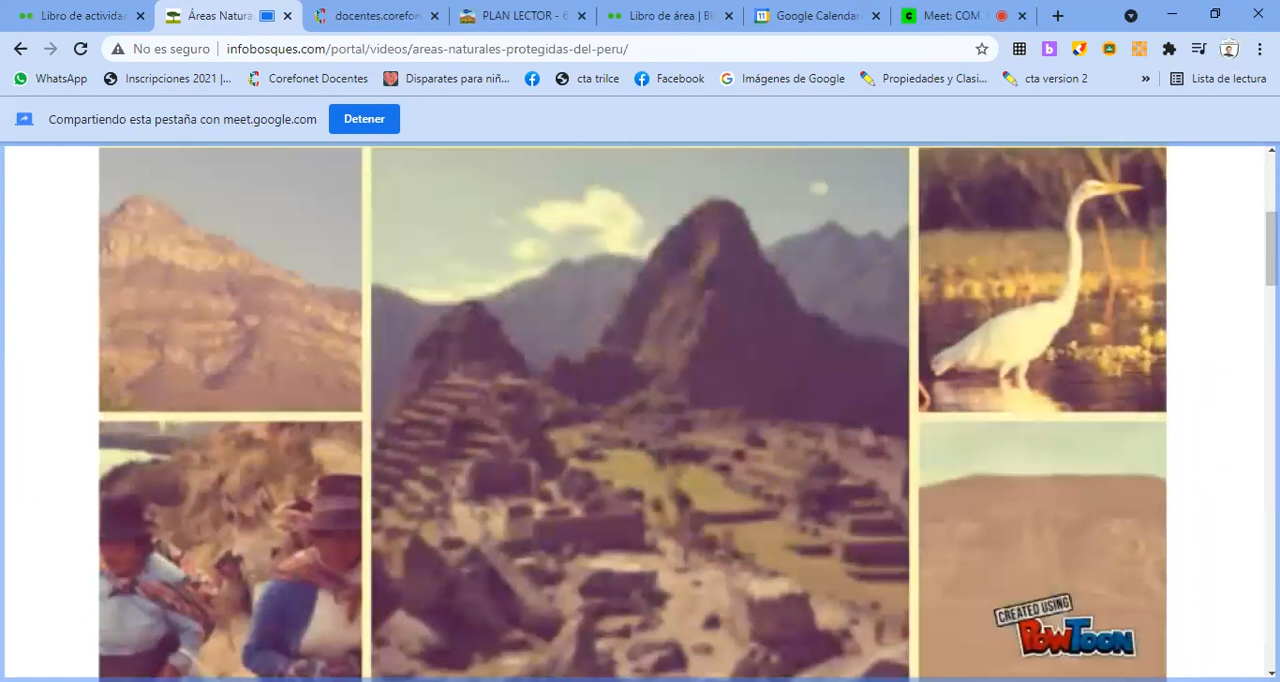 Libro de activida
Áreas Natura
docentes.corefon
PLAN LECTOR - 6
Libro de área | Bl
Google Calendar
Meet: COM.
No es seguro
infobosques.com/portal/videos/areas-naturales-protegidas-del-peru/
WhatsApp
Inscripciones 2021 |...
Corefonet Docentes
Disparates para niñ...
cta trilce
Facebook
Imágenes de Google
Propiedades y Clasi...
cta version 2
»
Lista de lectura
Compartiendo esta pestaña con meet.google.com
Detener
CREATED USING
POWTOON